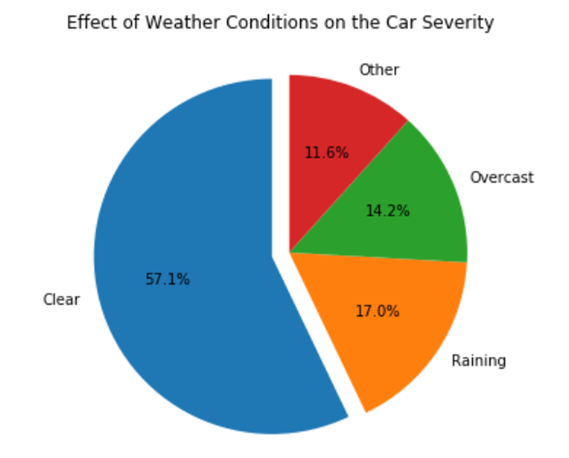 Effect of Weather Conditions on the Car Severity
Other
11.6%
Overcast
14.2%
57.1%
Clear
17.0%
Raining